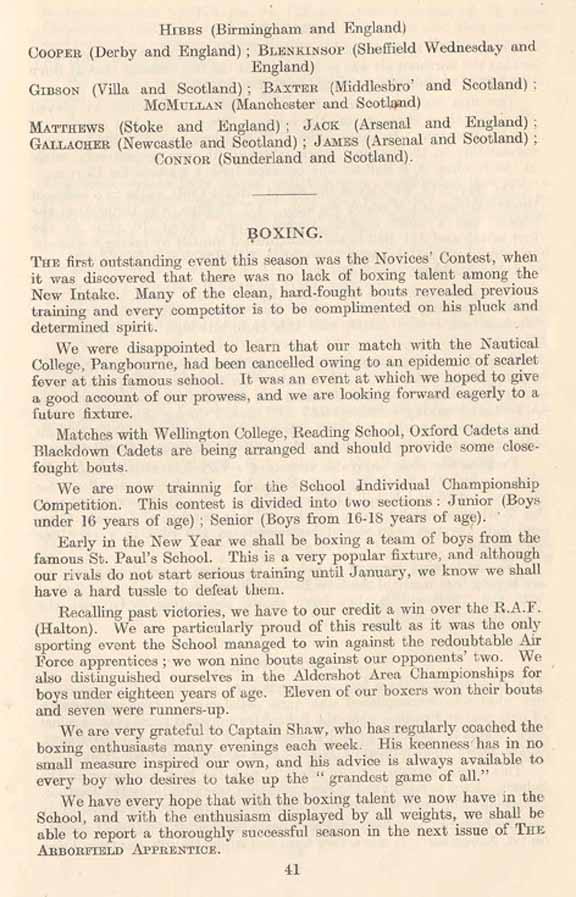 HIBBS (Birmingham and England)
COOPER (Derby and England) ; BLENKINSOP (Sheffield Wednesday and
England)
GIBSON (Villa and Scotland) ; BAXTER (Middlesbro' and Scotland) ;
MCMULLAN (Manchester and Scotland)
MATTHEWS (Stoke and England) ; JACK (Arsenal and England) ;
GALLACHER (Newcastle and Scotland) ; JAMES (Arsenal and Scotland) ;
CONNOR (Sunderland and Scotland).
BOXING.
THE first outstanding event this season was the Novices' Contest, when
it was discovered that there was no lack of boxing talent among the
New Intake. Many of the clean, hard-fought bouts revealed previous
training and every competitor is to be complimented on his pluck and
determined spirit.
We were disappointed to learn that our match with the Nautical
College, Pangbourne, had been cancelled owing to an epidemic of scarlet
fever at this famous school. It was an event at which we hoped to give
a good account of our prowess, and we are looking forward eagerly to a
future fixture.
Matches with Wellington College, Reading School, Oxford Cadets and
Blackdown Cadets are being arranged and should provide some close-
fought bouts.
We are now trainnig for the School Individual Championship
Competition. This contest is divided into two sections : Junior (Boys
under 16 years of age) ; Senior (Boys from 16-18 years of age).
Early in the New Year we shall be boxing a team of boys from the
famous St. Paul's School. This is a very popular fixture, and although
our rivals do not start serious training until January, we know we shall
have a hard tussle to defeat them.
Recalling past victories, we have to our credit a win over the R.A.F.
(Halton). We are particularly proud of this result as it was the only
sporting event the School managed to win against the redoubtable Air
Force apprentices ; we won nine bouts against our opponents' two. We
also distinguished ourselves in the Aldershot Area Championships for
boys under eighteen years of age. Eleven of our boxers won their bouts
and seven were runners-up.
We are very grateful to Captain Shaw, who has regularly coached the
boxing enthusiasts many evenings each week. His keenness has in no
small measure inspired our own, and his advice is always available to
every boy who desires to take up the " grandest game of all."
We have every hope that with the boxing talent we now have in the
School, and with the enthusiasm displayed by all weights, we shall be
able to report a thoroughly successful season in the next issue of THE
ARBORFIELD APPRENTICE.
41